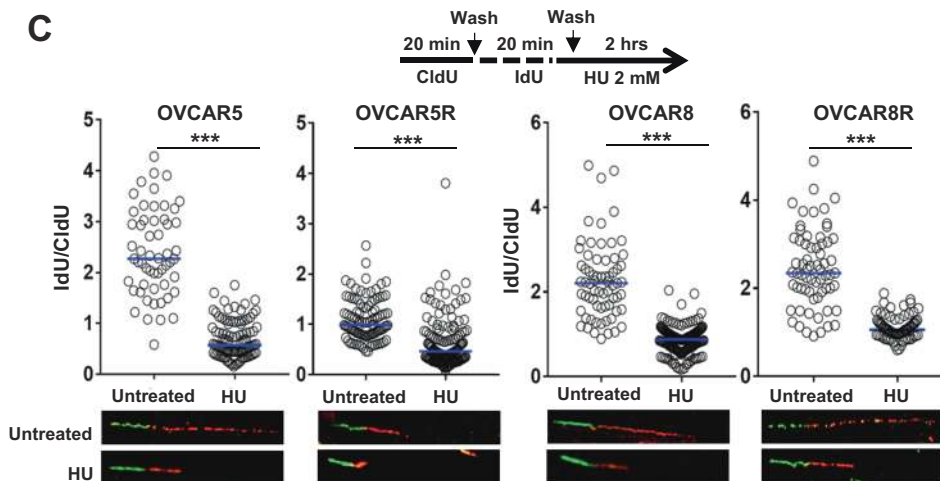 C
Wash Wash
20 min 20 min 2 hrs
CldU IdU HU 2 mM
OVCAR5 OVCAR5R OVCAR8 OVCAR8R
*** *** *** ***
IdU/CldU
5
4
3
2
1
0
5
4
3
2
1
0
IdU/CldU
6
4
2
0
6
4
2
0
Untreated HU Untreated HU Untreated HU Untreated HU
Untreated
HU